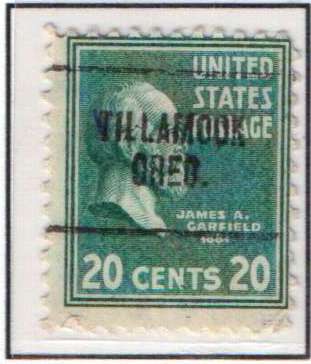 UNITED
STATES
POSTAGE
TILLAMOOK
OREG.
JAMES A.
GARFIELD
1881
20 CENTS 20